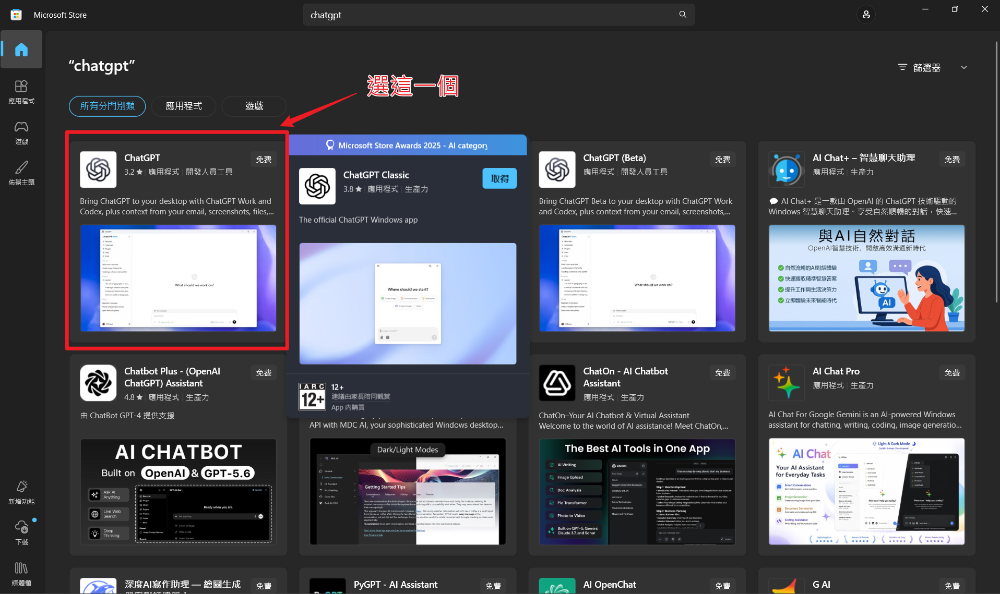 Microsoft Store
chatgpt
“chatgpt”
篩選器
選這一個
所有分門別類
應用程式
遊戲
應用程式
遊戲
佈景主題
新增功能
下載
媒體櫃
ChatGPT
免費
3.2 ★ 應用程式 開發人員工具
Bring ChatGPT to your desktop with ChatGPT Work and
Codex, plus context from your email, screenshots, files,...
What should we work on?
Microsoft Store Awards 2025 - AI category
ChatGPT Classic
取得
3.8 ★ 應用程式 生產力
The official ChatGPT Windows app
Where should we start?
IARC
12+
12+
建議由家長陪同觀賞
App 內購買
ChatGPT (Beta)
免費
應用程式 開發人員工具
Bring ChatGPT Beta to your desktop with ChatGPT Work
and Codex, plus context from your email, screenshots,...
What should we work on?
AI Chat+ – 智慧聊天助理
免費
應用程式 生產力
AI Chat+ 是一款由 OpenAI 的 ChatGPT 技術驅動的
Windows 智慧聊天助理。享受自然順暢的對話，快速...
與AI自然對話
OpenAI智慧技術，開啟高效溝通新時代
自然流暢的AI對話體驗
快速獲取精準智慧答案
提升工作與生活決策力
立即體驗未來智能時代
AI
Chatbot Plus - (OpenAI
ChatGPT) Assistant
免費
4.8 ★ 應用程式 生產力
由 ChatBot GPT-4 提供支援
AI CHATBOT
Built on OpenAI & GPT-5.6
Ask AI
Anything
Live Web
Search
Deep
Thinking
Ready when you are.
API with MDC AI, your sophisticated Windows desktop...
Dark/Light Modes
Getting Started Tips
ChatOn - AI Chatbot
Assistant
免費
應用程式 生產力
ChatOn–Your AI Chatbot & Virtual Assistant
Welcome to the world of AI assistance! Meet ChatOn,...
The Best AI Tools in One App
AI Writing
Image Upload
Doc Analysis
Pic Transformer
Photo to Video
Built on GPT-5, Gemini,
Claude 3.7, and Sonar
ChatOn
AI Chat Pro
免費
應用程式 生產力
AI Chat For Google Gemini is an AI-powered Windows
assistant for chatting, writing, coding, image generatio...
AI Chat
Your AI Assistant
for Everyday Tasks
Smart Conversations
Image Generation
Document Summaries
Coding Assistance
Light & Dark Mode
Switch themes. Stay inspired
How can I help you today?
How can I help you today?
深度AI寫作助理 — 繪圖生成
免費
PyGPT - AI Assistant
免費
AI OpenChat
免費
G AI
免費